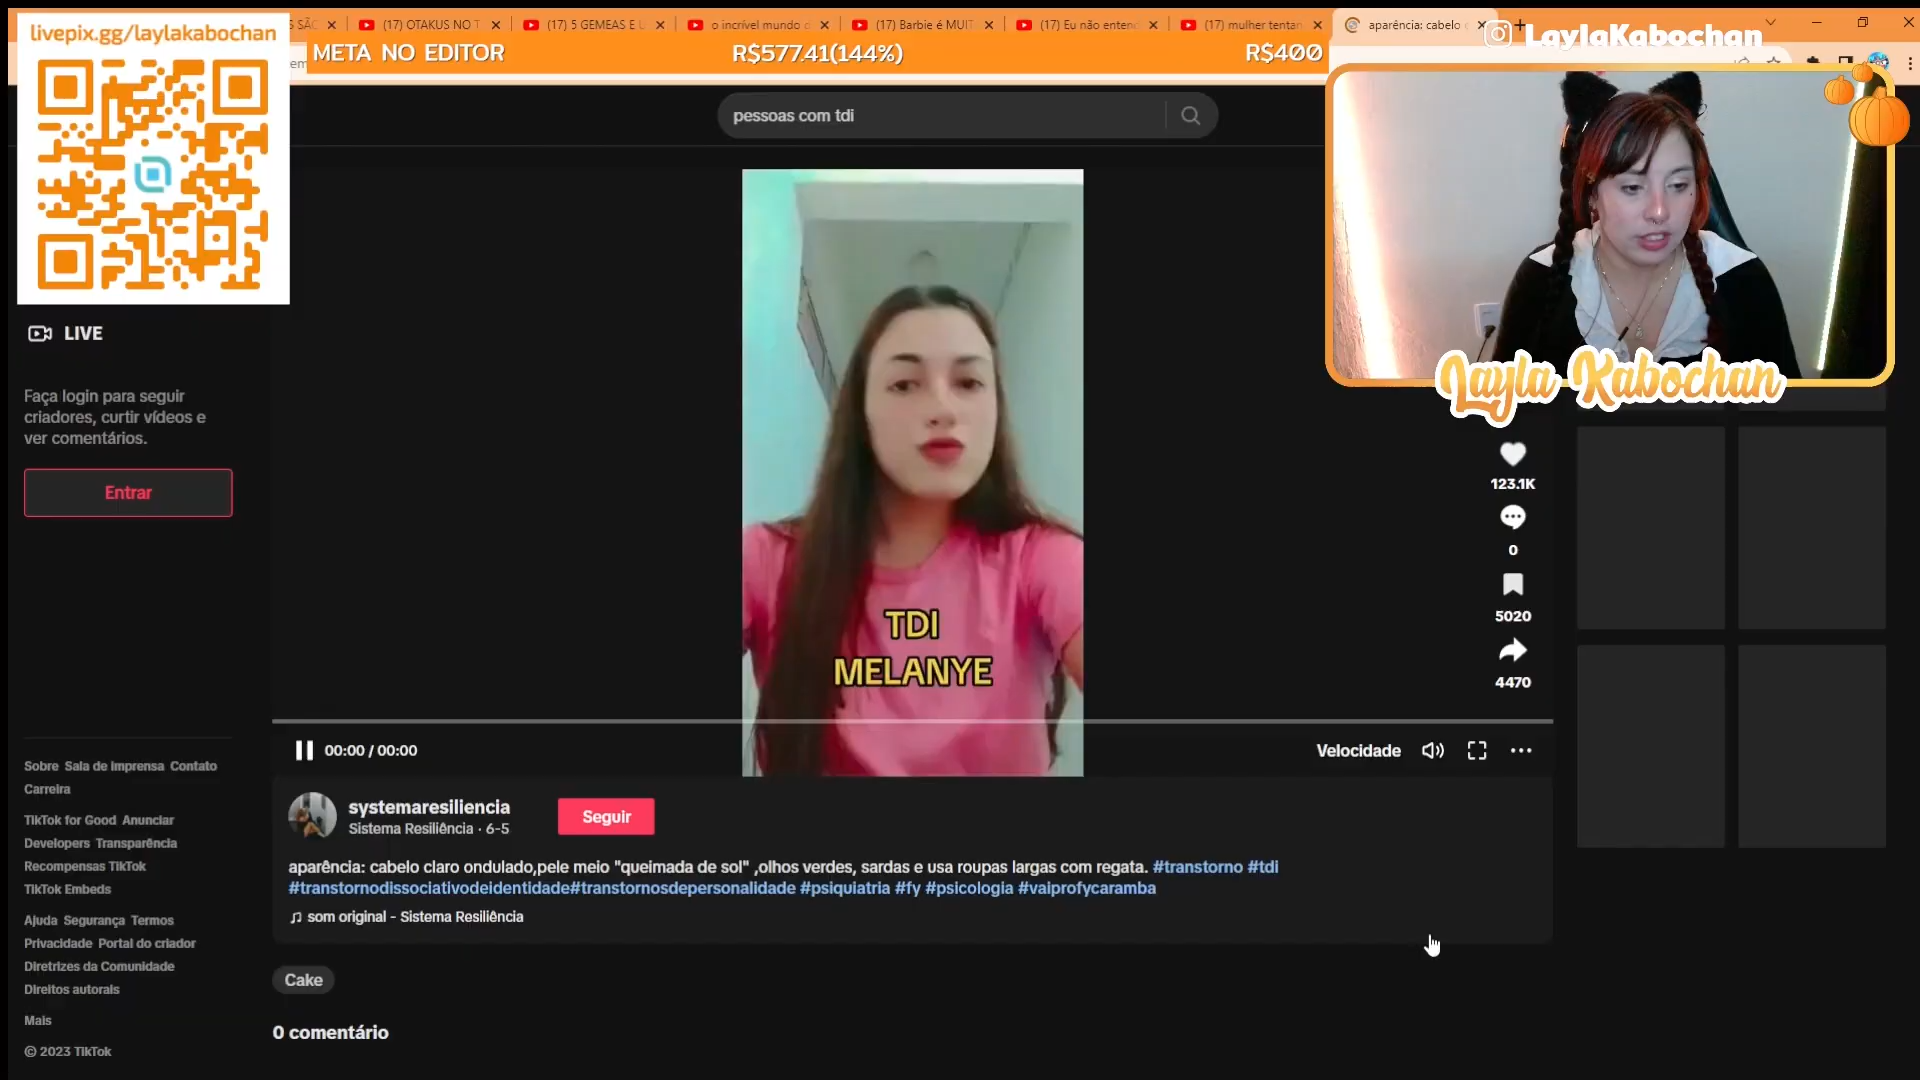 livepix.gg/laylakabochan
(17) OTAKUS NO T
(17) 5 GEMEAS E U
o incrível mundo d
(17) Barbie é MUIT
(17) Eu não entend
(17) mulher tentan
aparência: cabelo c
LaylaKabochan
META NO EDITOR
R$577.41(144%)
R$400
pessoas com tdi
LIVE
Faça login para seguir
criadores, curtir vídeos e
ver comentários.
Entrar
TDI
MELANYE
Layla Kabochan
123.1K
0
5020
4470
00:00 / 00:00
Velocidade
systemaresiliencia
Sistema Resiliência · 6-5
Seguir
aparência: cabelo claro ondulado,pele meio "queimada de sol" ,olhos verdes, sardas e usa roupas largas com regata. #transtorno #tdi
#transtornodissociativodeidentidade#transtornosdepersonalidade #psiquiatria #fy #psicologia #vaiprofycaramba
som original - Sistema Resiliência
Cake
0 comentário
Sobre Sala de imprensa Contato
Carreira
TikTok for Good Anunciar
Developers Transparência
Recompensas TikTok
TikTok Embeds
Ajuda Segurança Termos
Privacidade Portal do criador
Diretrizes da Comunidade
Direitos autorais
Mais
© 2023 TikTok